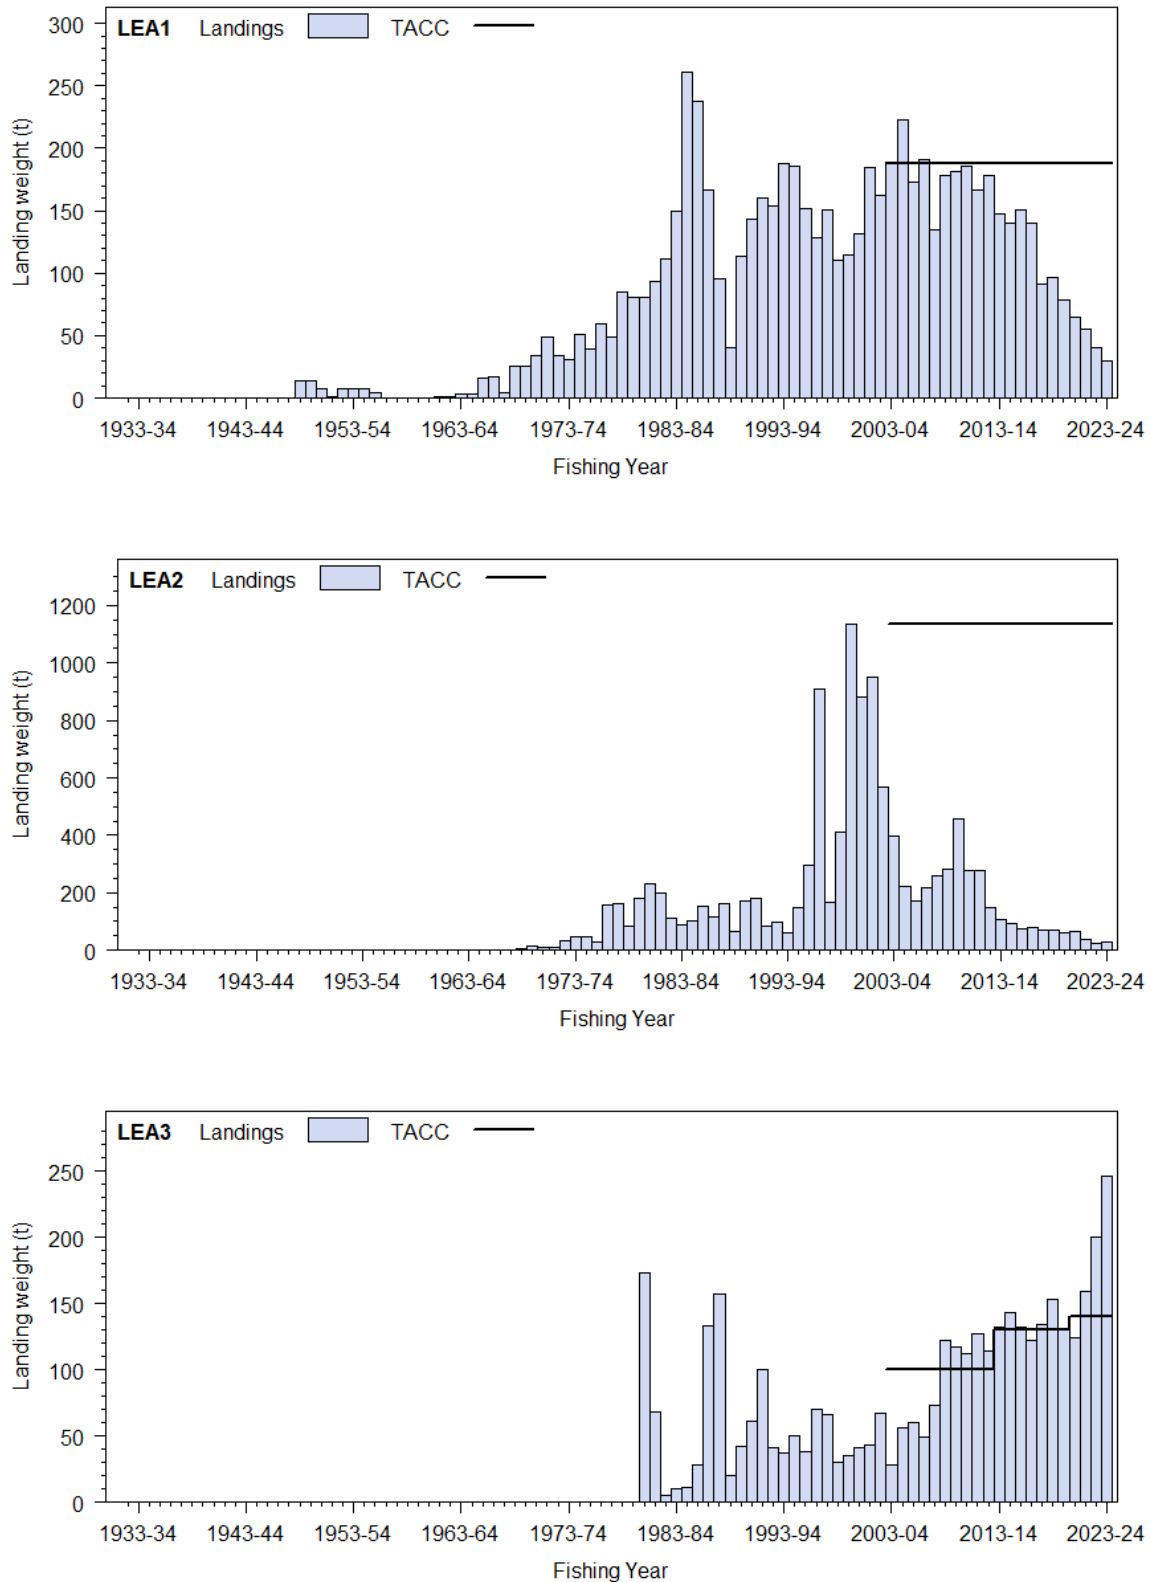 LEA1 Landings TACC
300
250
200
150
100
50
0
Landing weight (t)
1933-34 1943-44 1953-54 1963-64 1973-74 1983-84 1993-94 2003-04 2013-14 2023-24
Fishing Year
LEA2 Landings TACC
1200
1000
800
600
400
200
0
Landing weight (t)
1933-34 1943-44 1953-54 1963-64 1973-74 1983-84 1993-94 2003-04 2013-14 2023-24
Fishing Year
LEA3 Landings TACC
250
200
150
100
50
0
Landing weight (t)
1933-34 1943-44 1953-54 1963-64 1973-74 1983-84 1993-94 2003-04 2013-14 2023-24
Fishing Year